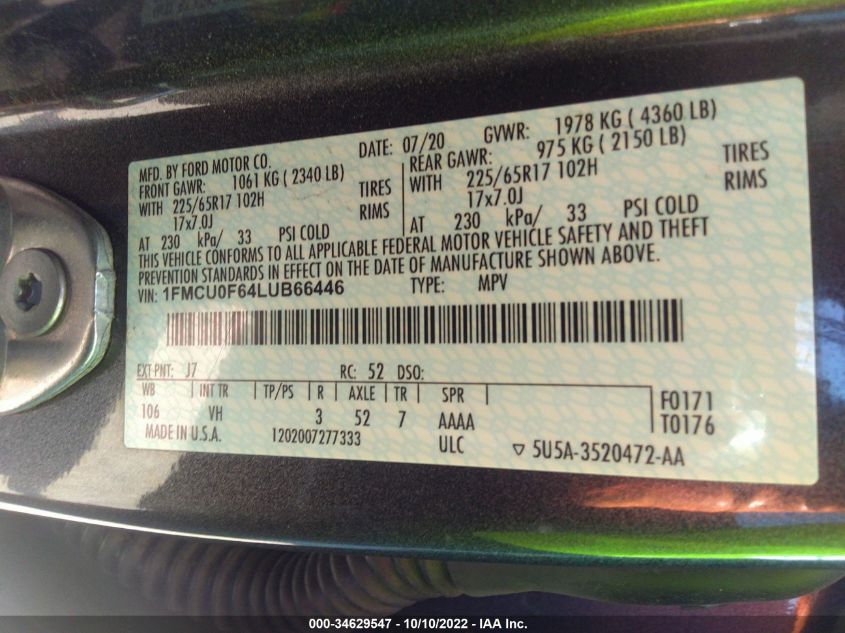 MFD. BY FORD MOTOR CO. DATE: 07/20 GVWR: 1978 KG ( 4360 LB)
FRONT GAWR: 1061 KG ( 2340 LB) REAR GAWR: 975 KG ( 2150 LB)
WITH 225/65R17 102H TIRES WITH 225/65R17 102H TIRES
17x7.0J RIMS 17x7.0J RIMS
AT 230 kPa/ 33 PSI COLD AT 230 kPa/ 33 PSI COLD
THIS VEHICLE CONFORMS TO ALL APPLICABLE FEDERAL MOTOR VEHICLE SAFETY AND THEFT
PREVENTION STANDARDS IN EFFECT ON THE DATE OF MANUFACTURE SHOWN ABOVE.
VIN: 1FMCU0F64LUB66446 TYPE: MPV
EXT PNT: J7 RC: 52 DSO:
WB INT TR TP/PS R AXLE TR SPR
106 VH 3 52 7 AAAA F0171
T0176
MADE IN U.S.A. 1202007277333 ULC ▽ 5U5A-3520472-AA
000-34629547 - 10/10/2022 - IAA Inc.